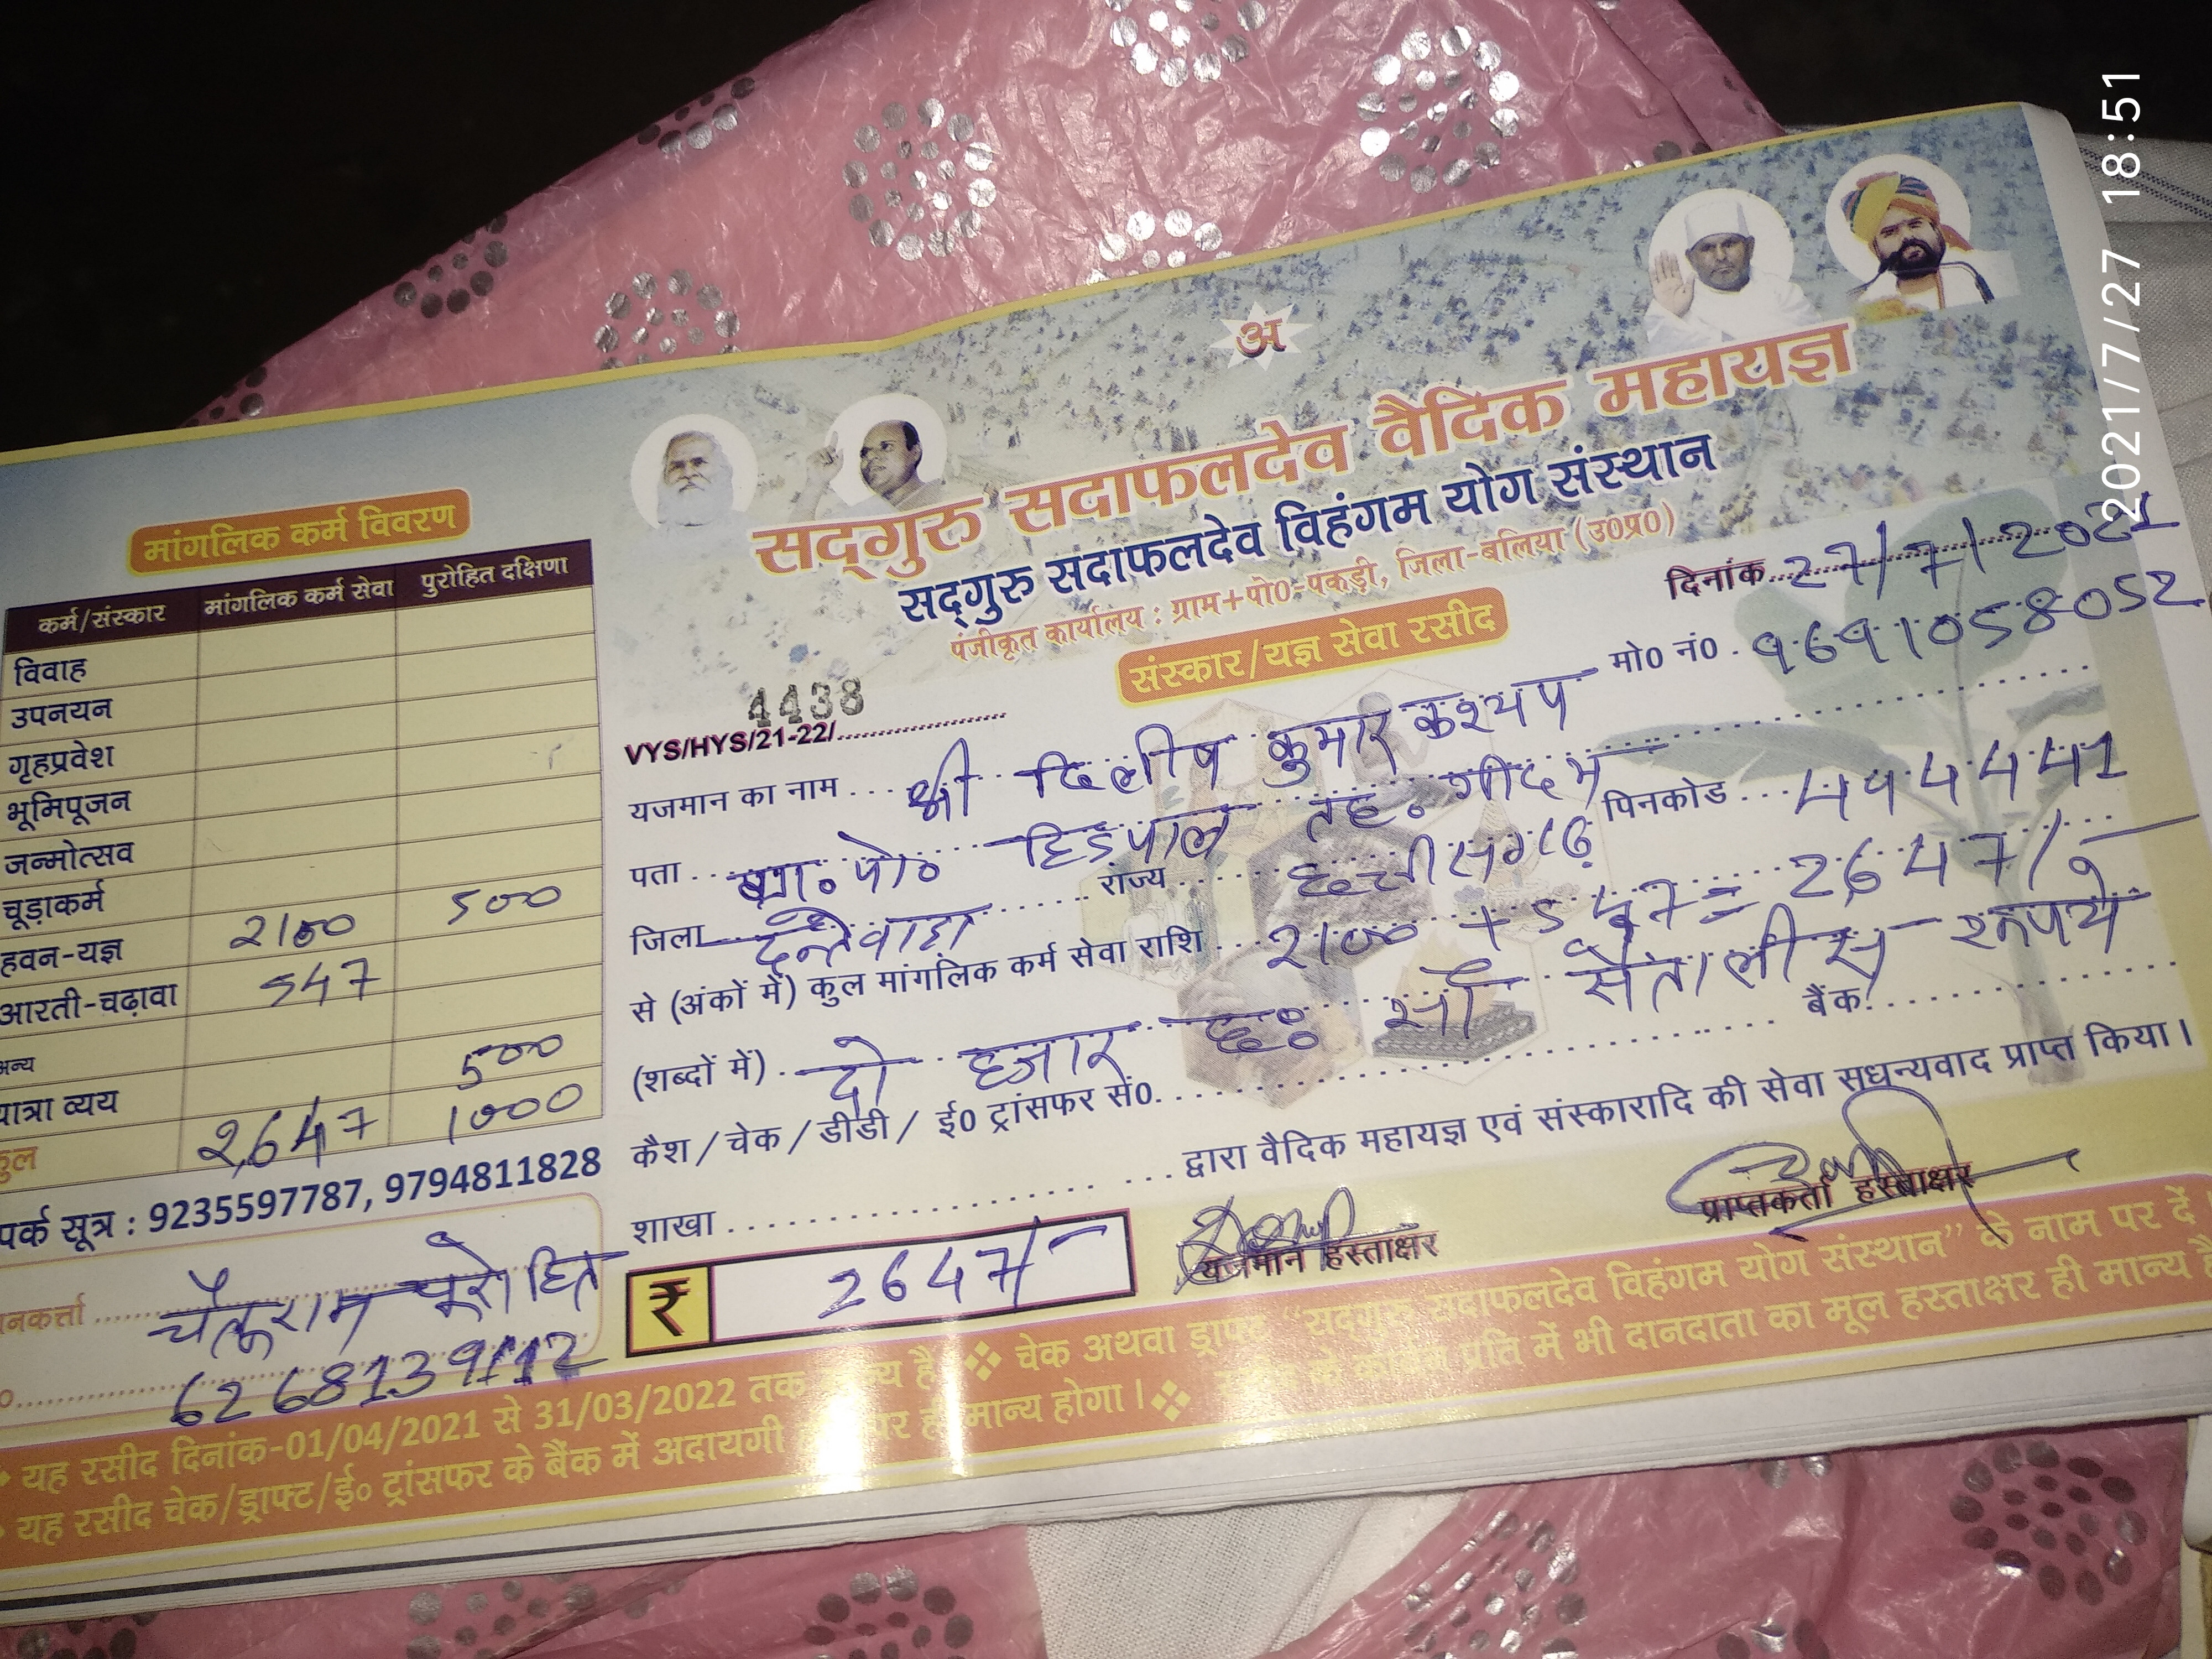 2021/7/27 18:51
अ
सद्गुरु सदाफलदेव वैदिक महायज्ञ
सद्गुरु सदाफलदेव विहंगम योग संस्थान
पंजीकृत कार्यालय : ग्राम+पो0-पकड़ी, जिला-बलिया (उ0प्र0)
संस्कार/यज्ञ सेवा रसीद
दिनांक 27/7/2021
VYS/HYS/21-22/ 4438
मो0 नं0 . 9691058052
यजमान का नाम ... श्री दिलीप कुमार कश्यप
पता .. ग्रा. पो. हिडपाल तह. गीदम पिनकोड ... 494441
जिला दन्तेवाडा राज्य छत्तीसगढ़
से (अंकों में) कुल मांगलिक कर्म सेवा राशि ... 2100 + 547 = 2647/-
(शब्दों में) . दो हजार छः सौ सैतालीस रूपये
कैश / चेक / डीडी / ई0 ट्रांसफर सं0 बैंक
शाखा द्वारा वैदिक महायज्ञ एवं संस्कारादि की सेवा सधन्यवाद प्राप्त किया।
₹ 2647/-
यजमान हस्ताक्षर
प्राप्तकर्ता हस्ताक्षर
मांगलिक कर्म विवरण
कर्म/संस्कार मांगलिक कर्म सेवा पुरोहित दक्षिणा
विवाह
उपनयन
गृहप्रवेश
भूमिपूजन
जन्मोत्सव
चूड़ाकर्म
हवन-यज्ञ 2100 500
आरती-चढ़ावा 547
अन्य
यात्रा व्यय 500
कुल 2647 1000
पर्क सूत्र : 9235597787, 9794811828
नकर्त्ता चैतूराम पूरोहित
6268139112
यह रसीद दिनांक-01/04/2021 से 31/03/2022 तक मान्य है। ❖ चेक अथवा ड्राफ्ट "सद्गुरु सदाफलदेव विहंगम योग संस्थान" के नाम पर दें
यह रसीद चेक/ड्राफ्ट/ई० ट्रांसफर के बैंक में अदायगी पर ही मान्य होगा। ❖ प्रति में भी दानदाता का मूल हस्ताक्षर ही मान्य है